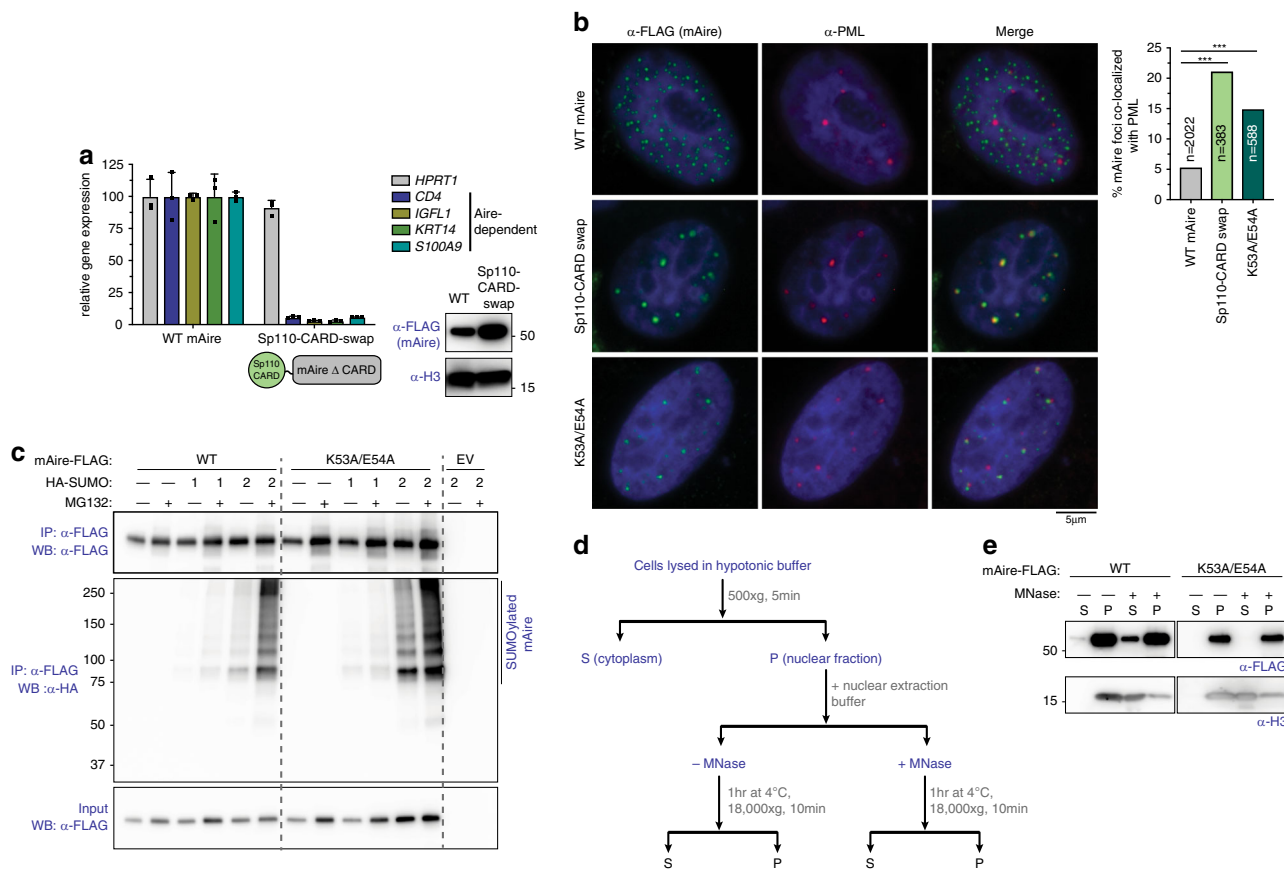 a
relative gene expression
125
100
75
50
25
0
WT mAire
Sp110-CARD-swap
HPRT1
CD4
IGFL1
KRT14
S100A9
Aire-
dependent
Sp110
CARD
mAire Δ CARD
WT
Sp110-
CARD-
swap
α-FLAG
(mAire)
50
α-H3
15
b
α-FLAG (mAire)
α-PML
Merge
WT mAire
Sp110-CARD swap
K53A/E54A
5μm
% mAire foci co-localized
with PML
25
20
15
10
5
0
***
***
n=2022
n=383
n=588
WT mAire
Sp110-CARD swap
K53A/E54A
c
mAire-FLAG: WT K53A/E54A EV
HA-SUMO: — — 1 1 2 2 — — 1 1 2 2 2 2
MG132: — + — + — + — + — + — + — +
IP: α-FLAG
WB: α-FLAG
250
150
100
75
50
37
IP: α-FLAG
WB :α-HA
SUMOylated
mAire
Input
WB: α-FLAG
d
Cells lysed in hypotonic buffer
500xg, 5min
S (cytoplasm)
P (nuclear fraction)
+ nuclear extraction
buffer
– MNase
+ MNase
1hr at 4°C,
18,000xg, 10min
1hr at 4°C,
18,000xg, 10min
S
P
S
P
e
mAire-FLAG: WT K53A/E54A
MNase: — — + + — — + +
S P S P S P S P
50
α-FLAG
15
α-H3